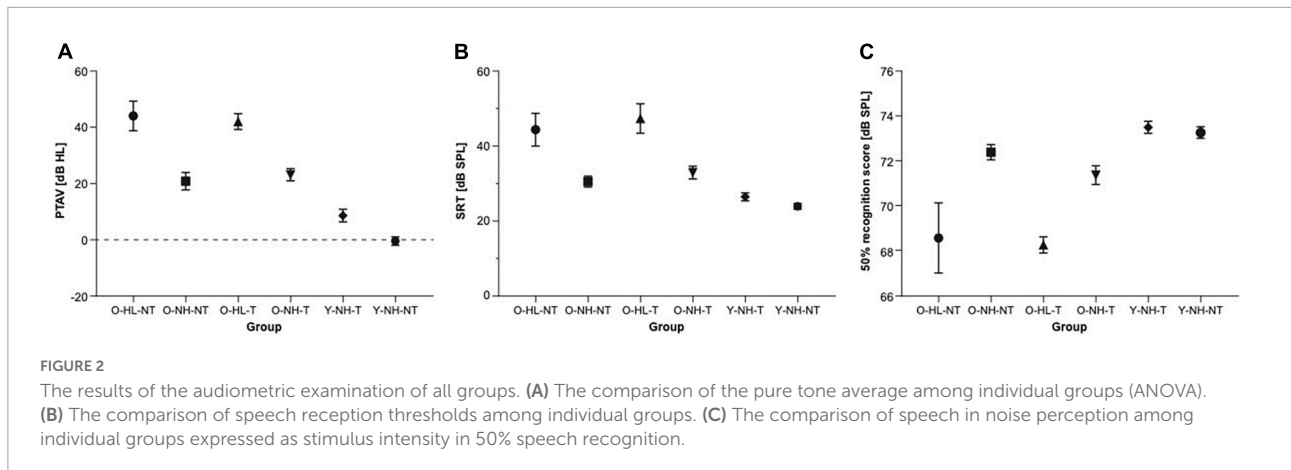 A
60
40
20
0
-20
PTAV [dB HL]
O-HL-NT O-NH-NT O-HL-T O-NH-T Y-NH-T Y-NH-NT
Group
B
60
40
20
0
SRT [dB SPL]
O-HL-NT O-NH-NT O-HL-T O-NH-T Y-NH-T Y-NH-NT
Group
C
76
74
72
70
68
66
50% recognition score [dB SPL]
O-HL-NT O-NH-NT O-HL-T O-NH-T Y-NH-T Y-NH-NT
Group
FIGURE 2
The results of the audiometric examination of all groups. (A) The comparison of the pure tone average among individual groups (ANOVA).
(B) The comparison of speech reception thresholds among individual groups. (C) The comparison of speech in noise perception among
individual groups expressed as stimulus intensity in 50% speech recognition.